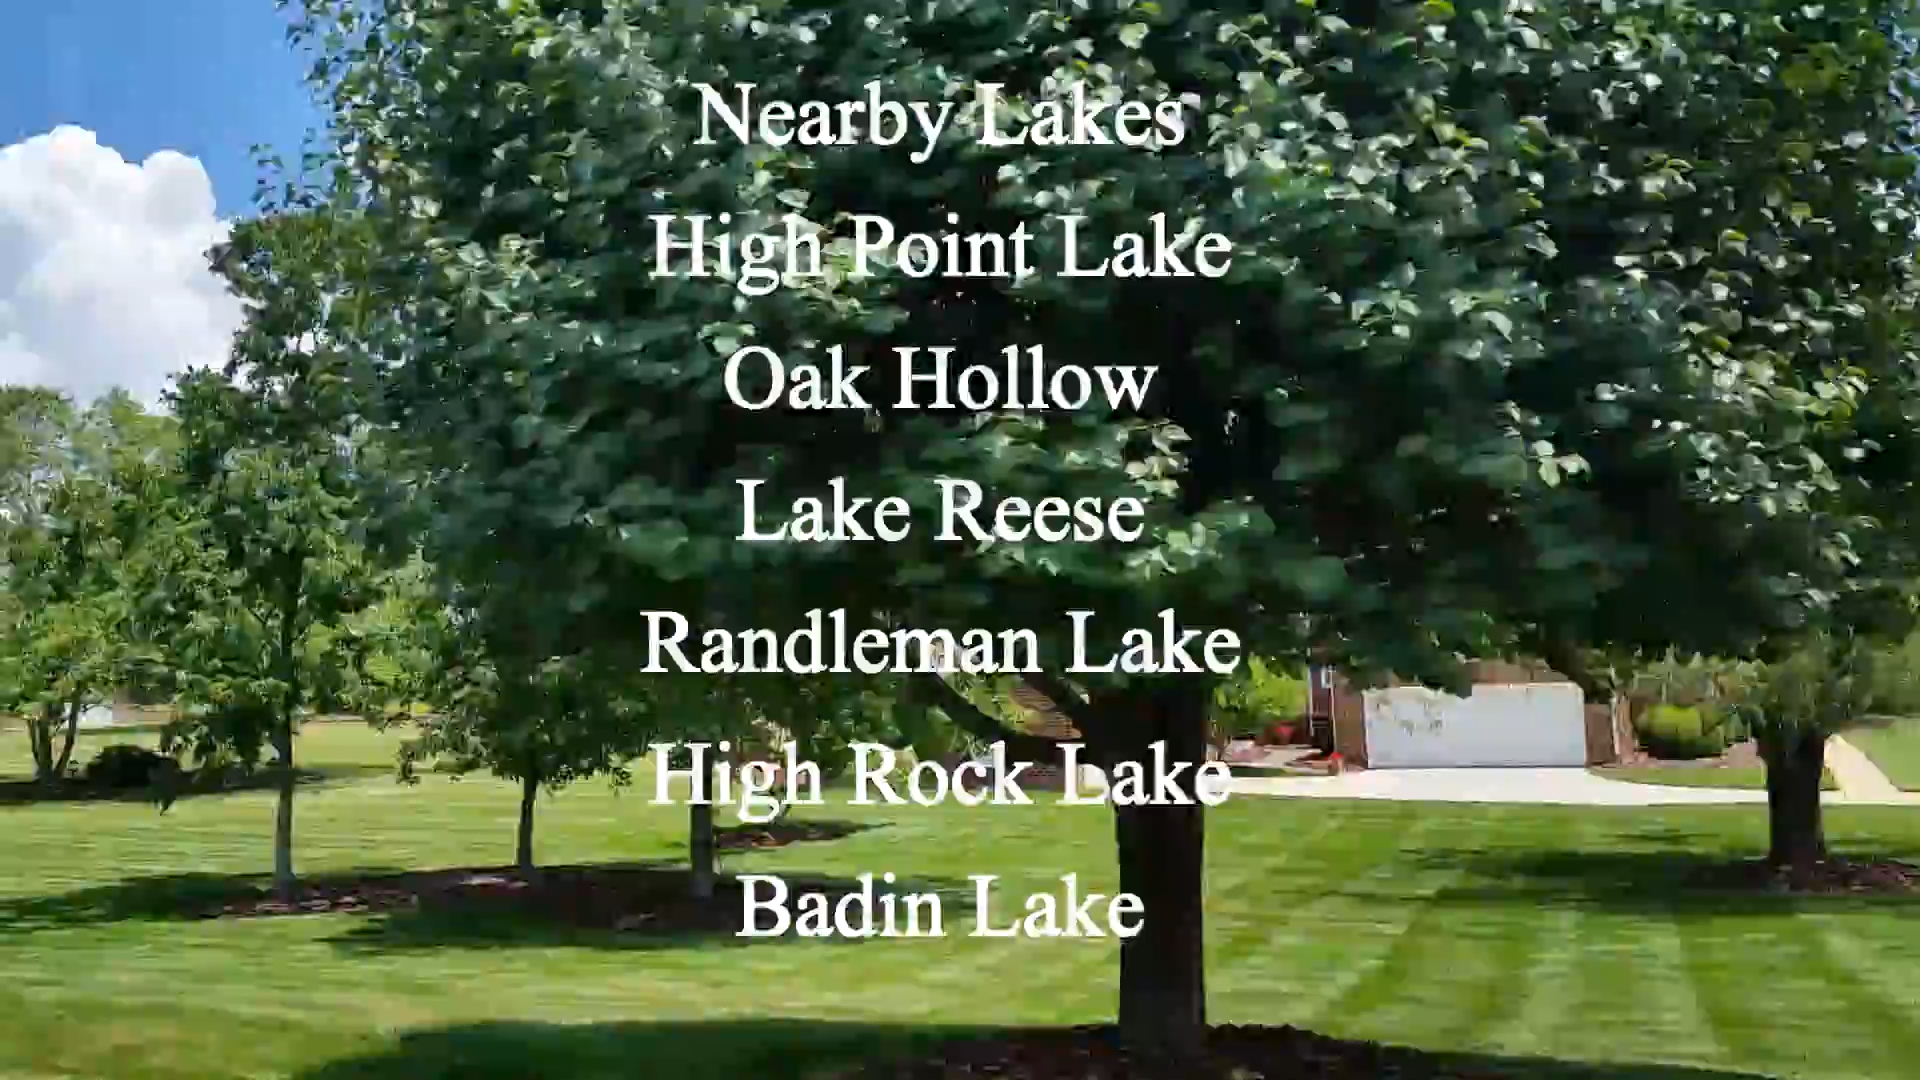 Nearby Lakes
High Point Lake
Oak Hollow
Lake Reese
Randleman Lake
High Rock Lake
Badin Lake